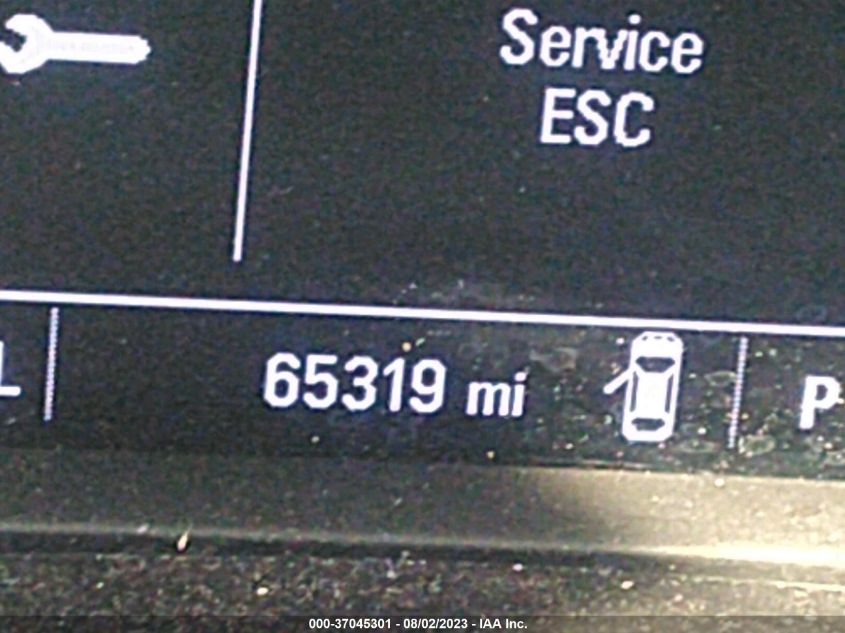 Service
ESC
L
65319 mi
P
000-37045301 - 08/02/2023 - IAA Inc.